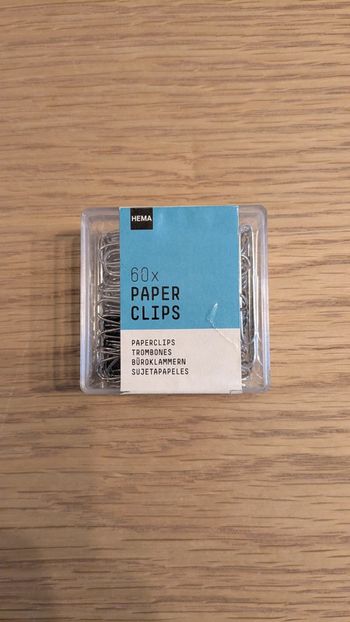 HEMA
60x
PAPER
CLIPS
PAPERCLIPS
TROMBONES
BÜROKLAMMERN
SUJETAPAPELES